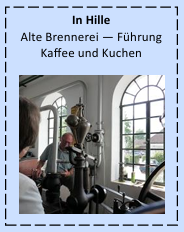 In Hille
Alte Brennerei — Führung
Kaffee und Kuchen